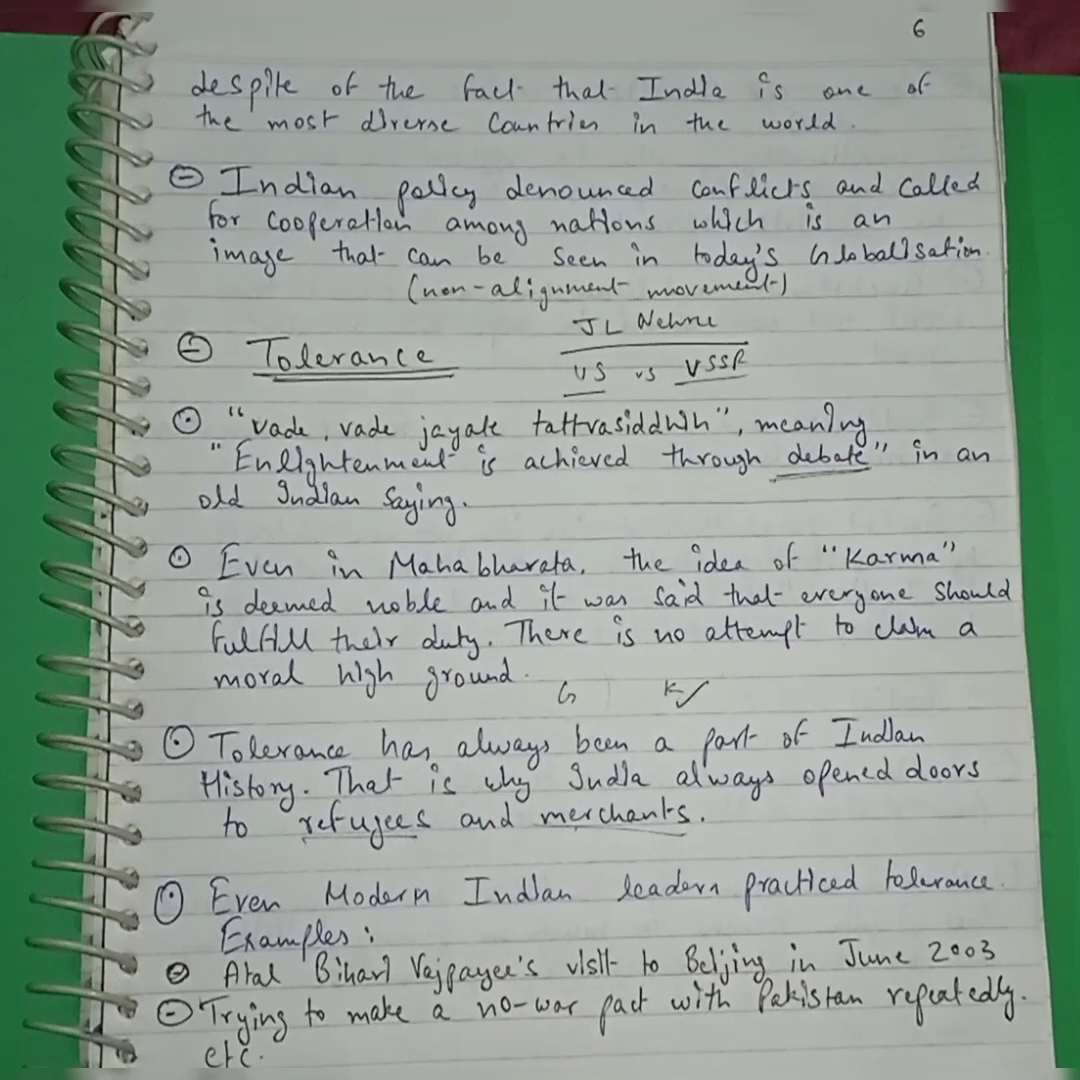 6
despite of the fact that India is one of
the most diverse Countries in the world.
Indian policy denounced conflicts and called
for cooperation among nations which is an
image that can be seen in today's Globalisation.
(non-alignment movement)
JL Nehru
Tolerance
US vs USSR
"Vade, vade jayate tattvasiddhih", meaning
"Enlightenment is achieved through debate" in an
old Indian Saying.
Even in Mahabharata, the idea of "Karma"
is deemed noble and it was said that everyone should
fulfill their duty. There is no attempt to claim a
moral high ground.
G K
Tolerance has always been a part of Indian
History. That is why India always opened doors
to refugees and merchants.
Even Modern Indian leaders practiced tolerance.
Examples:
Atal Bihari Vajpayee's visit to Beijing in June 2003
Trying to make a no-war pact with Pakistan repeatedly.
etc.